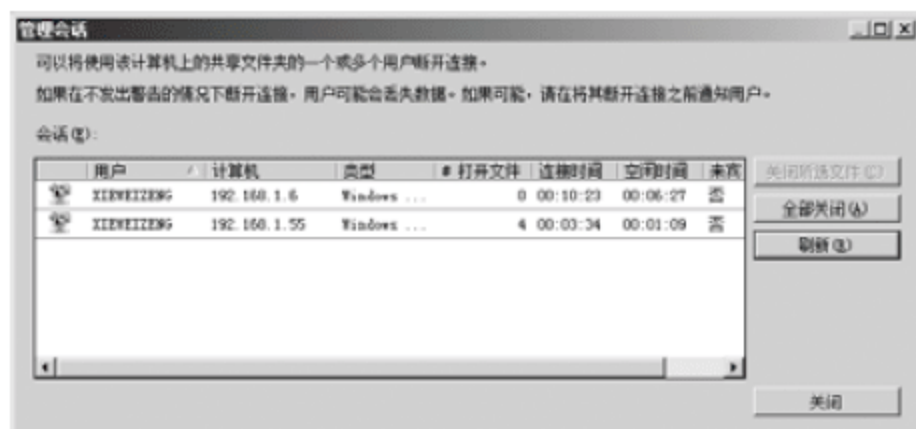 管理会话
可以将使用该计算机上的共享文件夹的一个或多个用户断开连接。
如果在不发出警告的情况下断开连接，用户可能会丢失数据。如果可能，请在将其断开连接之前通知用户。
会话(E):
用户 计算机 类型 # 打开文件 连接时间 空闲时间 来宾
XIEWEIZENG 192.168.1.6 Windows ... 0 00:10:23 00:06:27 否
XIEWEIZENG 192.168.1.55 Windows ... 4 00:03:34 00:01:09 否
关闭所选文件(C)
全部关闭(A)
刷新(R)
关闭